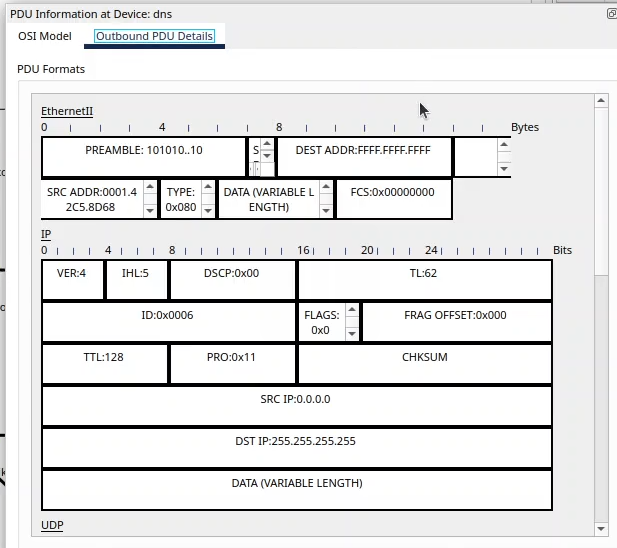 PDU Information at Device: dns
OSI Model Outbound PDU Details
PDU Formats
EthernetII
0 4 8 Bytes
PREAMBLE: 101010..10 DEST ADDR:FFFF.FFFF.FFFF
SRC ADDR:0001.4
2C5.8D68
TYPE:
0x080
DATA (VARIABLE L
ENGTH)
FCS:0x00000000
IP
0 4 8 16 20 24 Bits
VER:4 IHL:5 DSCP:0x00 TL:62
ID:0x0006
FLAGS:
0x0
FRAG OFFSET:0x000
TTL:128 PRO:0x11 CHKSUM
SRC IP:0.0.0.0
DST IP:255.255.255.255
DATA (VARIABLE LENGTH)
UDP